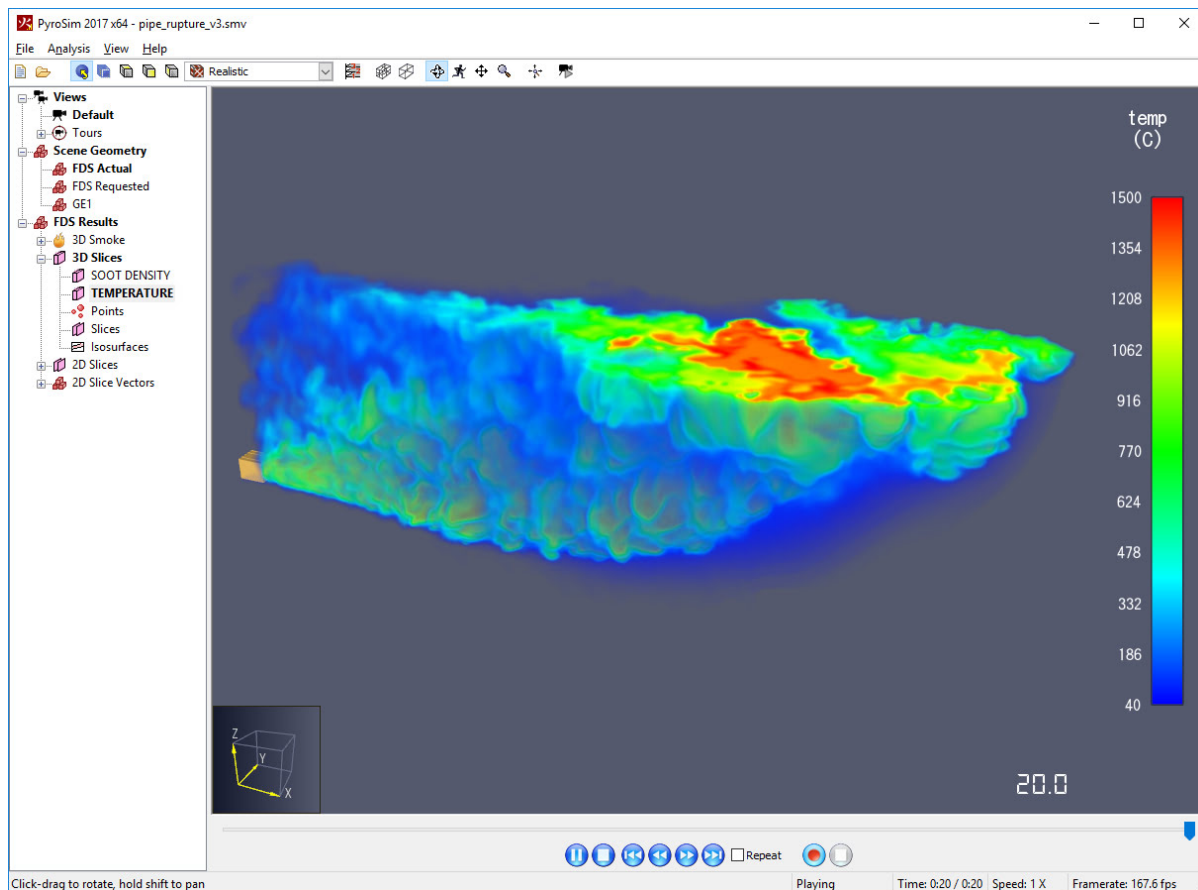 PyroSim 2017 x64 - pipe_rupture_v3.smv
File Analysis View Help
Realistic
Views
Default
Tours
Scene Geometry
FDS Actual
FDS Requested
GE1
FDS Results
3D Smoke
3D Slices
SOOT DENSITY
TEMPERATURE
Points
Slices
Isosurfaces
2D Slices
2D Slice Vectors
temp
(C)
1500
1354
1208
1062
916
770
624
478
332
186
40
Z
Y
X
20.0
Repeat
Click-drag to rotate, hold shift to pan Playing Time: 0:20 / 0:20 Speed: 1 X Framerate: 167.6 fps